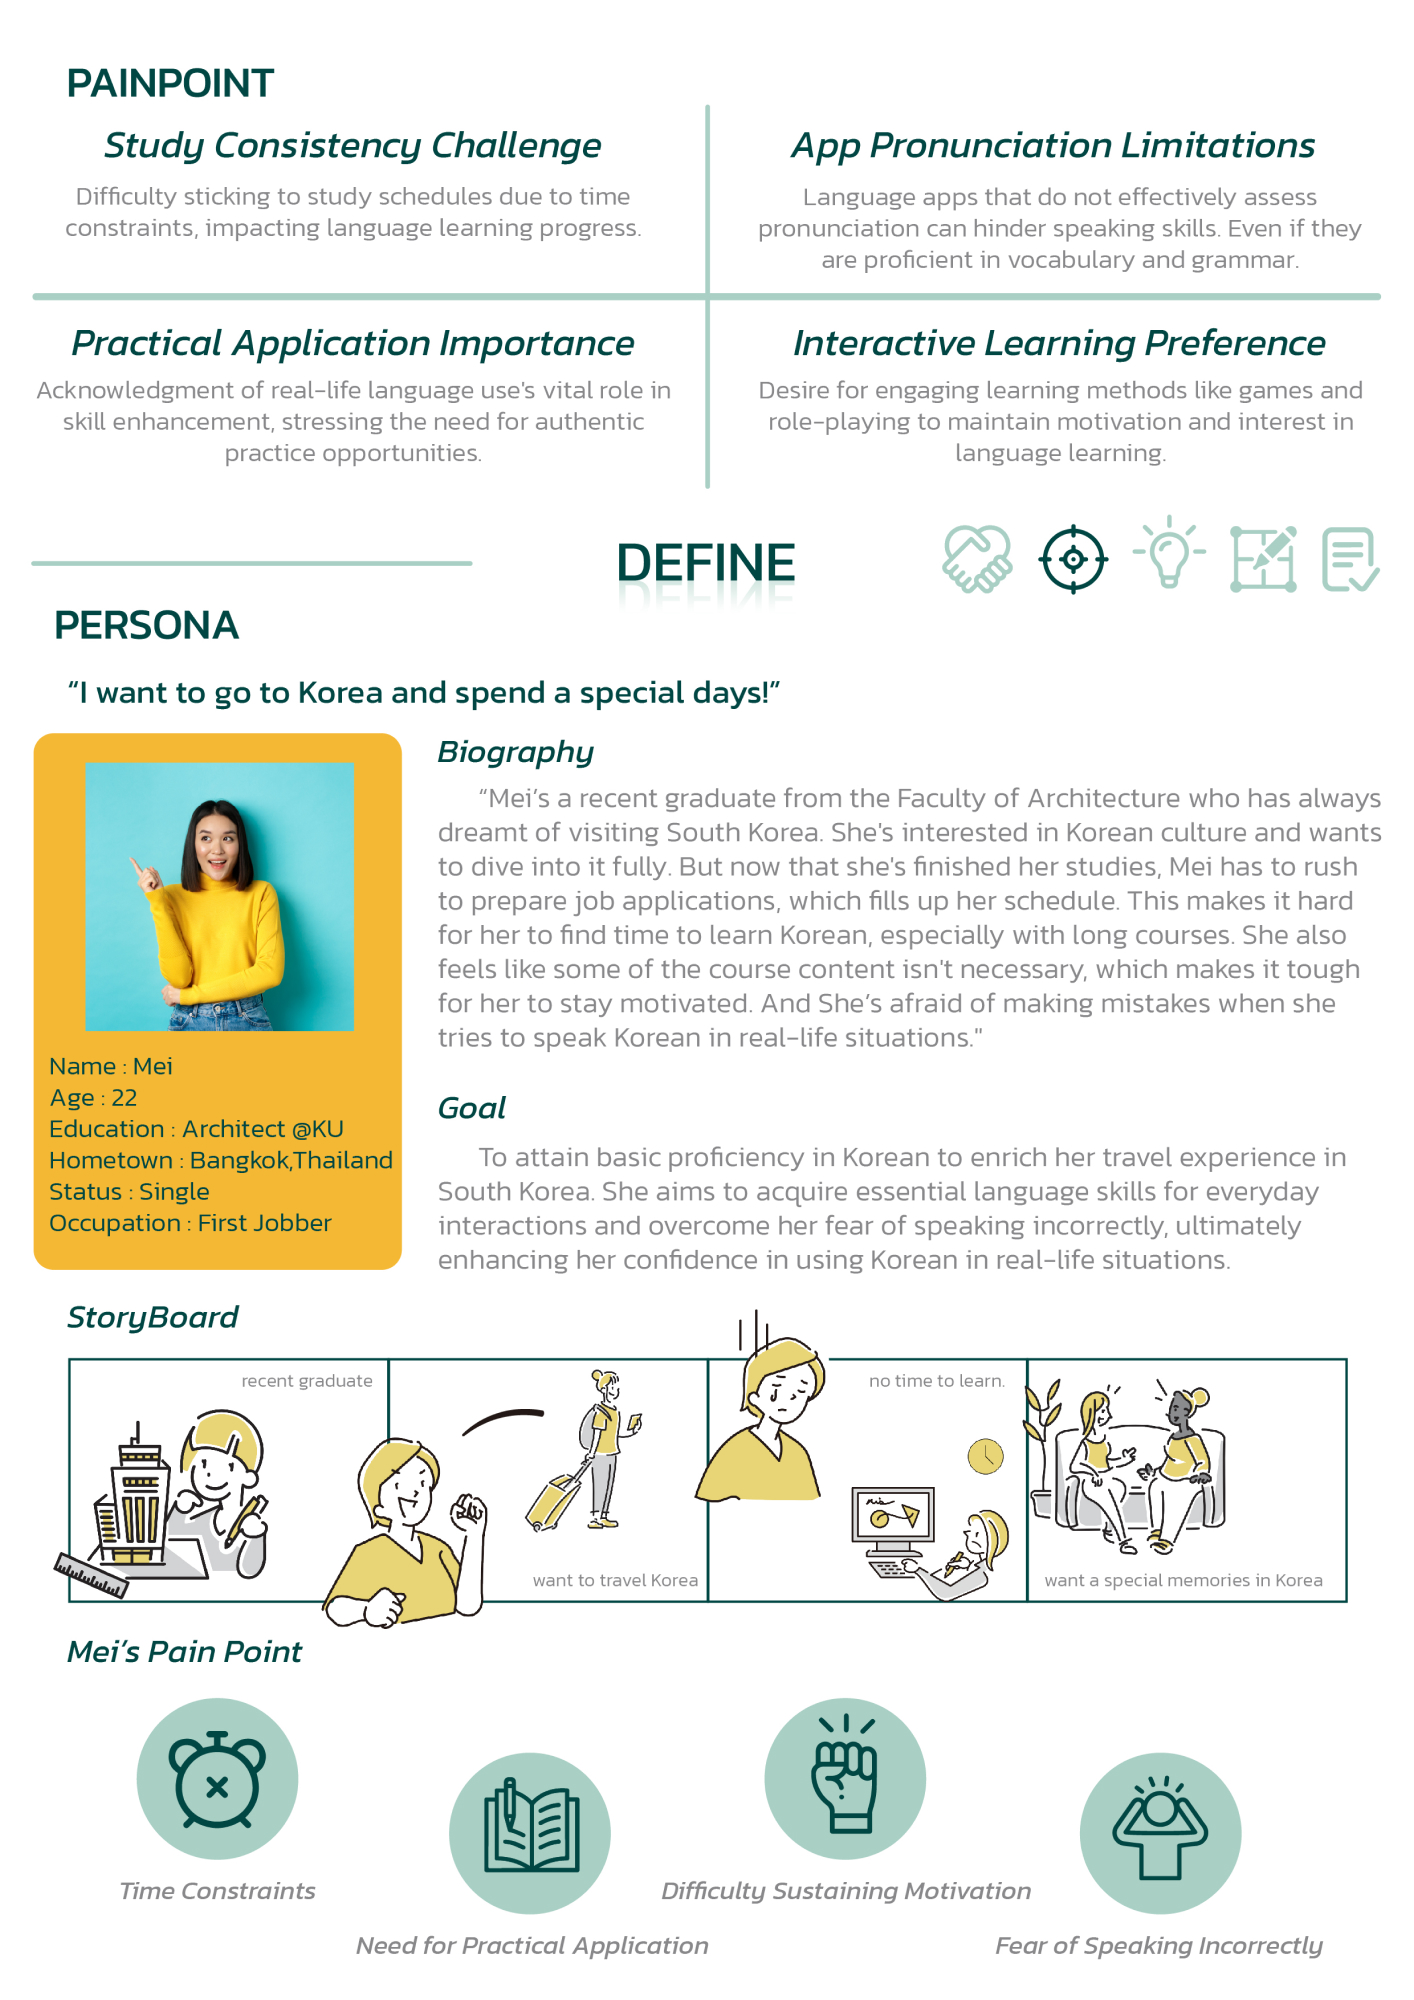 PAINPOINT
Study Consistency Challenge
Difficulty sticking to study schedules due to time
constraints, impacting language learning progress.
App Pronunciation Limitations
Language apps that do not effectively assess
pronunciation can hinder speaking skills. Even if they
are proficient in vocabulary and grammar.
Practical Application Importance
Acknowledgment of real-life language use's vital role in
skill enhancement, stressing the need for authentic
practice opportunities.
Interactive Learning Preference
Desire for engaging learning methods like games and
role-playing to maintain motivation and interest in
language learning.
DEFINE
PERSONA
“I want to go to Korea and spend a special days!”
Name : Mei
Age : 22
Education : Architect @KU
Hometown : Bangkok,Thailand
Status : Single
Occupation : First Jobber
Biography
“Mei’s a recent graduate from the Faculty of Architecture who has always
dreamt of visiting South Korea. She's interested in Korean culture and wants
to dive into it fully. But now that she's finished her studies, Mei has to rush
to prepare job applications, which fills up her schedule. This makes it hard
for her to find time to learn Korean, especially with long courses. She also
feels like some of the course content isn't necessary, which makes it tough
for her to stay motivated. And She’s afraid of making mistakes when she
tries to speak Korean in real-life situations."
Goal
To attain basic proficiency in Korean to enrich her travel experience in
South Korea. She aims to acquire essential language skills for everyday
interactions and overcome her fear of speaking incorrectly, ultimately
enhancing her confidence in using Korean in real-life situations.
StoryBoard
recent graduate
want to travel Korea
no time to learn.
want a special memories in Korea
Mei’s Pain Point
Time Constraints
Need for Practical Application
Difficulty Sustaining Motivation
Fear of Speaking Incorrectly